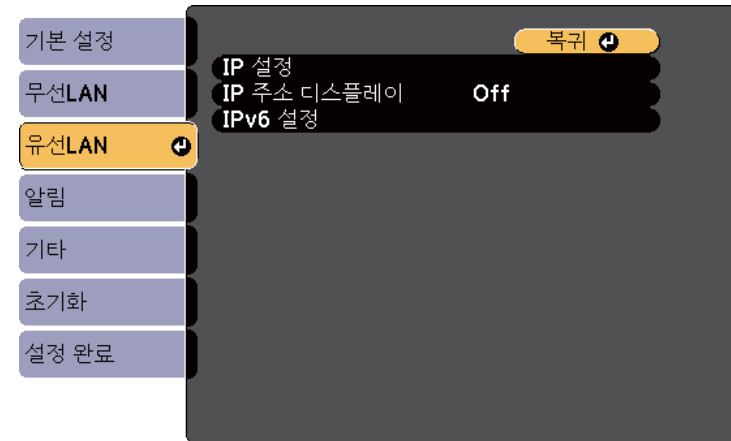 기본 설정
무선LAN
유선LAN
알림
기타
초기화
설정 완료
복귀
IP 설정
IP 주소 디스플레이 Off
IPv6 설정